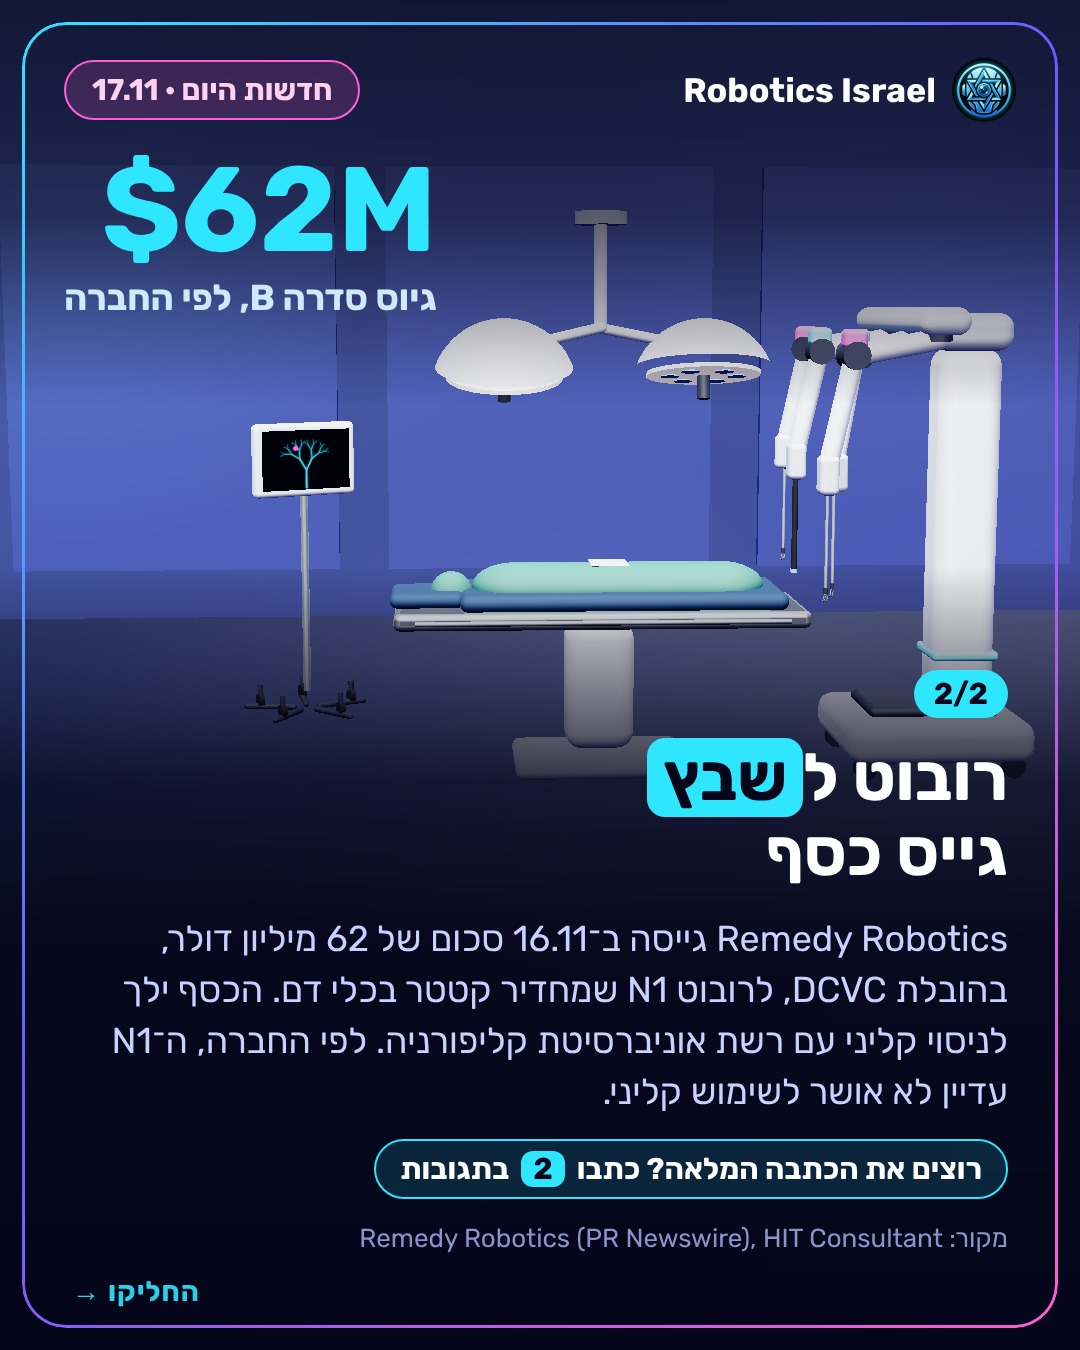 Robotics Israel
חדשות היום • 17.11
$62M
גיוס סדרה B, לפי החברה
2/2
רובוט לשבץ
גייס כסף
Remedy Robotics גייסה ב־16.11 סכום של 62 מיליון דולר,
בהובלת DCVC, לרובוט N1 שמחדיר קטטר בכלי דם. הכסף ילך
לניסוי קליני עם רשת אוניברסיטת קליפורניה. לפי החברה, ה־N1
עדיין לא אושר לשימוש קליני.
רוצים את הכתבה המלאה? כתבו 2 בתגובות
מקור: Remedy Robotics (PR Newswire), HIT Consultant
החליקו →